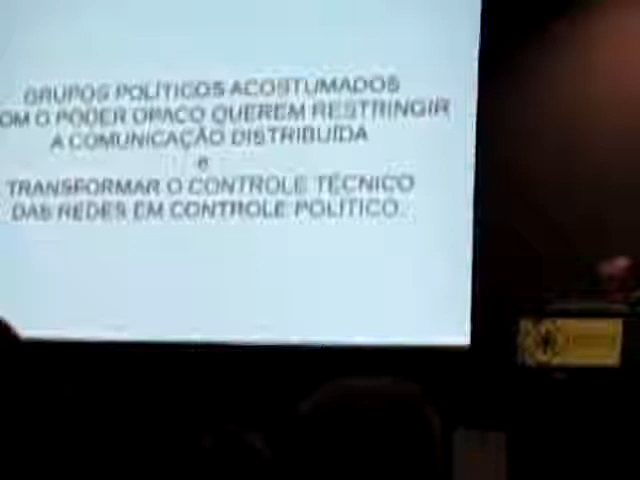 GRUPOS POLÍTICOS ACOSTUMADOS
OM O PODER OPACO QUEREM RESTRINGIR
A COMUNICAÇÃO DISTRIBUÍDA
e
TRANSFORMAR O CONTROLE TÉCNICO
DAS REDES EM CONTROLE POLÍTICO.